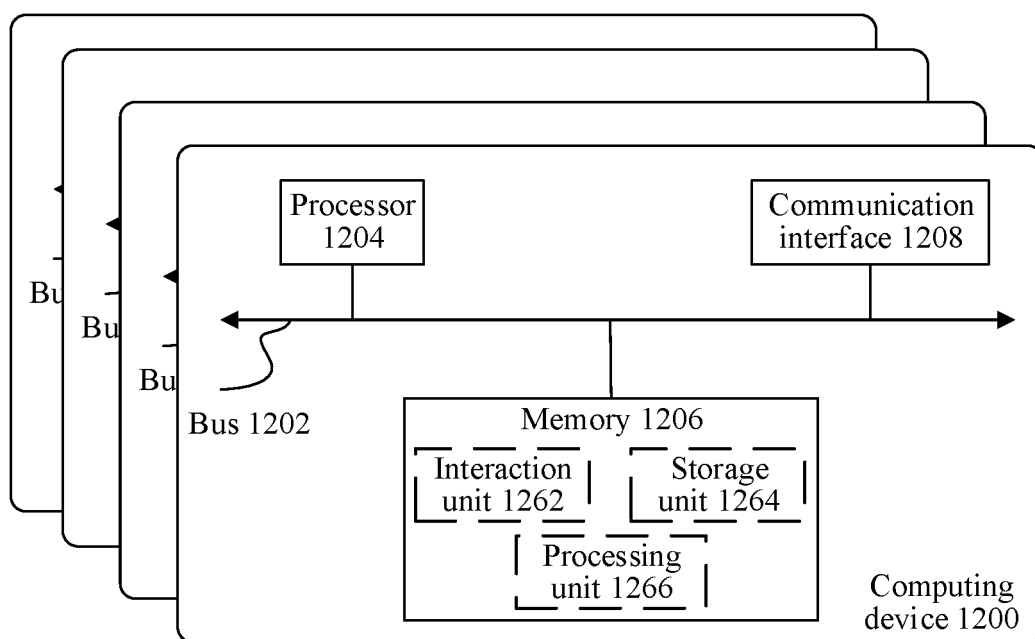 Processor
1204
Communication
interface 1208
Bu
Bu
Bu
Bus 1202
Memory 1206
Interaction
unit 1262
Storage
unit 1264
Processing
unit 1266
Computing
device 1200